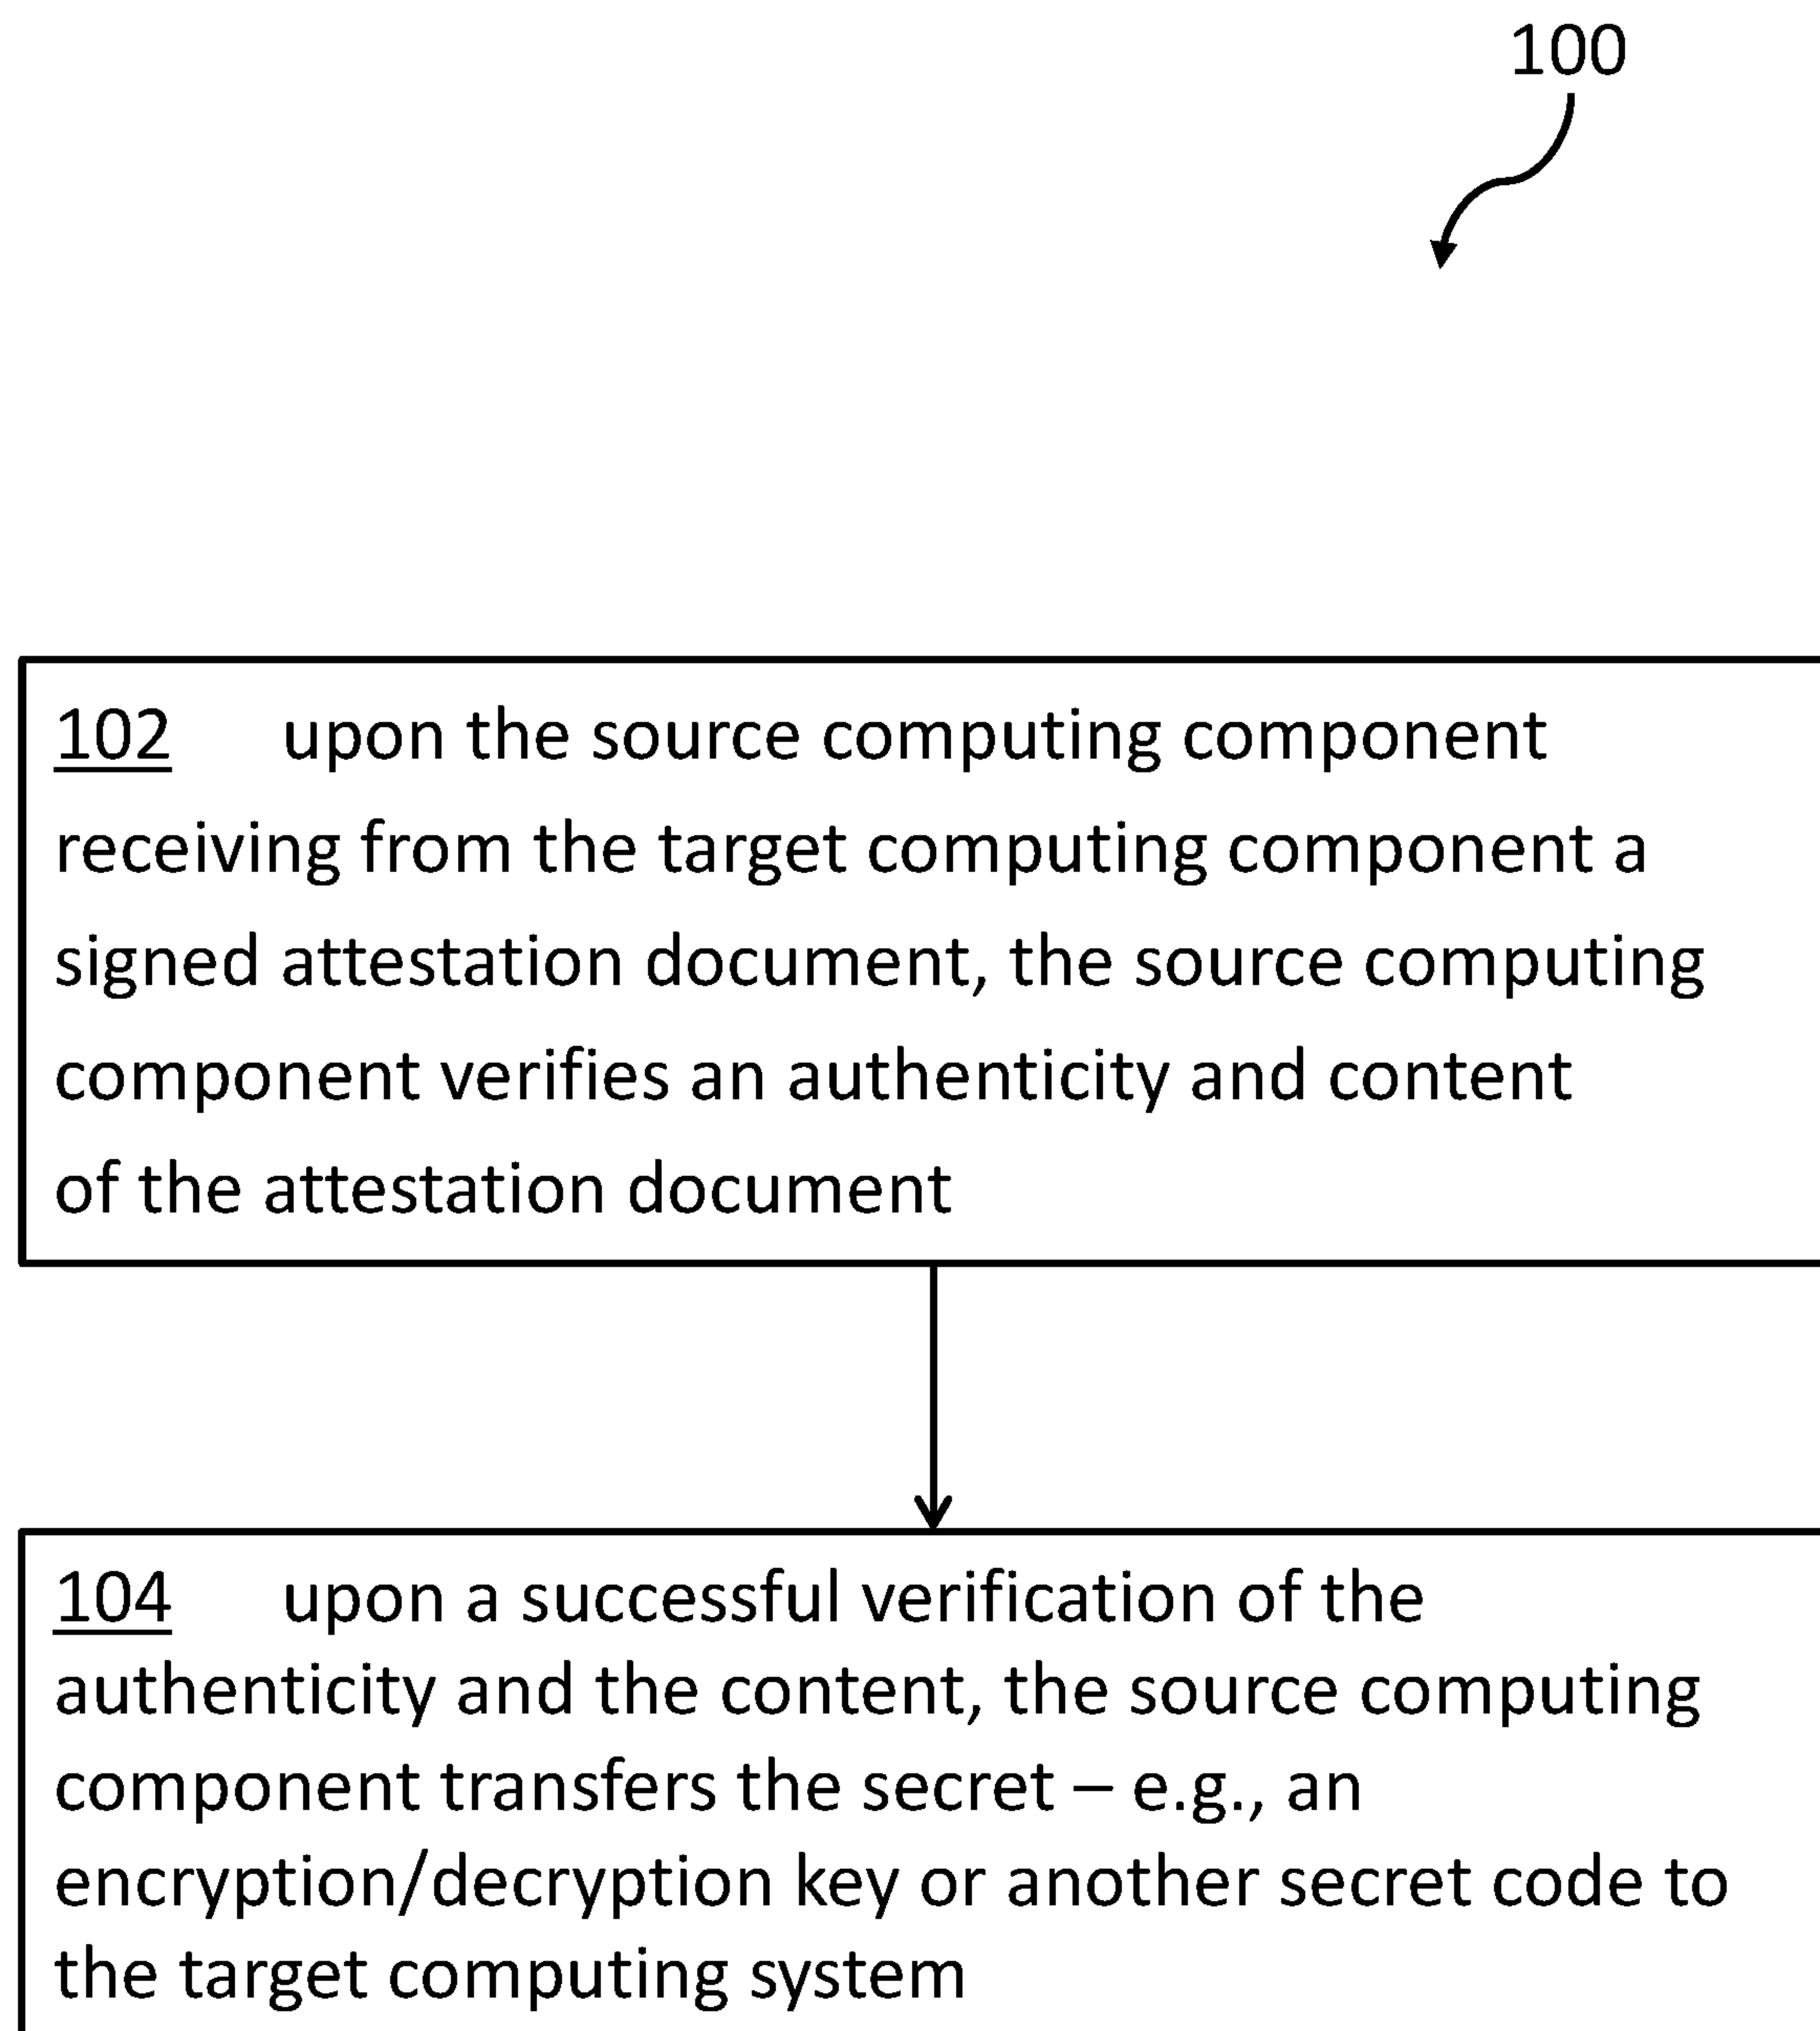 100
102 upon the source computing component
receiving from the target computing component a
signed attestation document, the source computing
component verifies an authenticity and content
of the attestation document
104 upon a successful verification of the
authenticity and the content, the source computing
component transfers the secret – e.g., an
encryption/decryption key or another secret code to
the target computing system